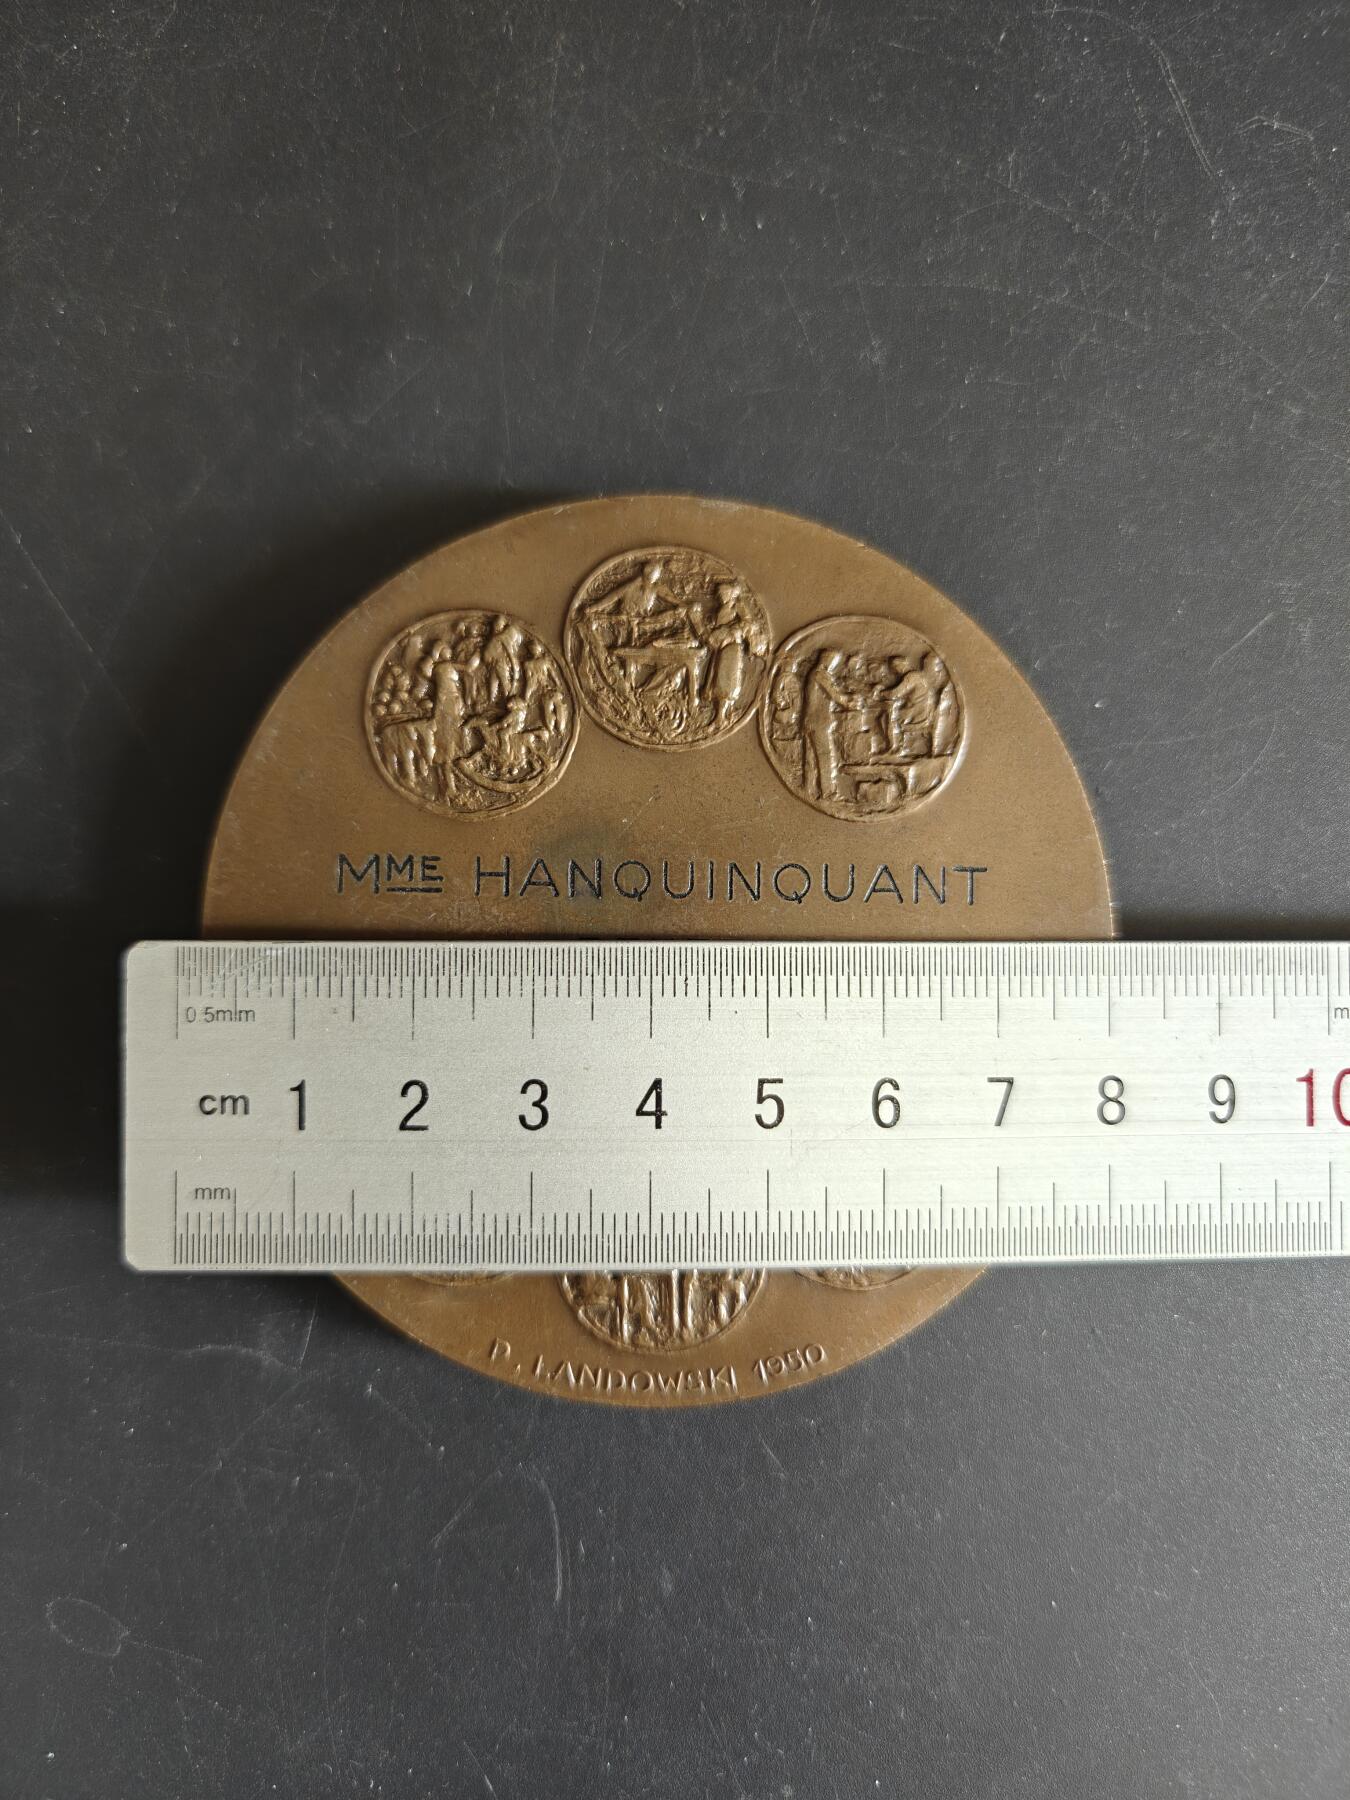 MME HANQUINQUANT
0.5mm m
cm 1 2 3 4 5 6 7 8 9 10
mm
P. LANDOWSKI 1950